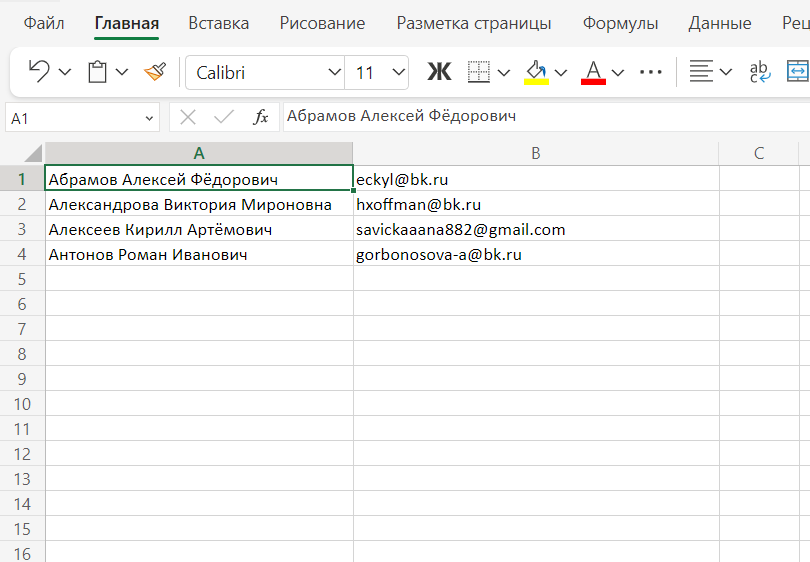 Файл Главная Вставка Рисование Разметка страницы Формулы Данные Рец
Calibri 11 Ж А ab
A1 fx Абрамов Алексей Фёдорович
A B C
1 Абрамов Алексей Фёдорович eckyl@bk.ru
2 Александрова Виктория Мироновна hxoffman@bk.ru
3 Алексеев Кирилл Артёмович savickaaana882@gmail.com
4 Антонов Роман Иванович gorbonosova-a@bk.ru
5
6
7
8
9
10
11
12
13
14
15
16